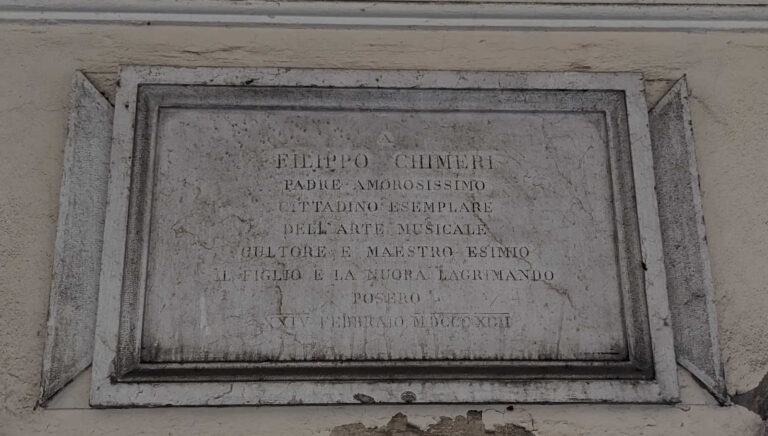 A
FILIPPO CHIMERI
PADRE AMOROSISSIMO
CITTADINO ESEMPLARE
DELL'ARTE MUSICALE
CULTORE E MAESTRO ESIMIO
IL FIGLIO E LA NUORA LAGRIMANDO
POSERO
XXIV FEBBRAIO